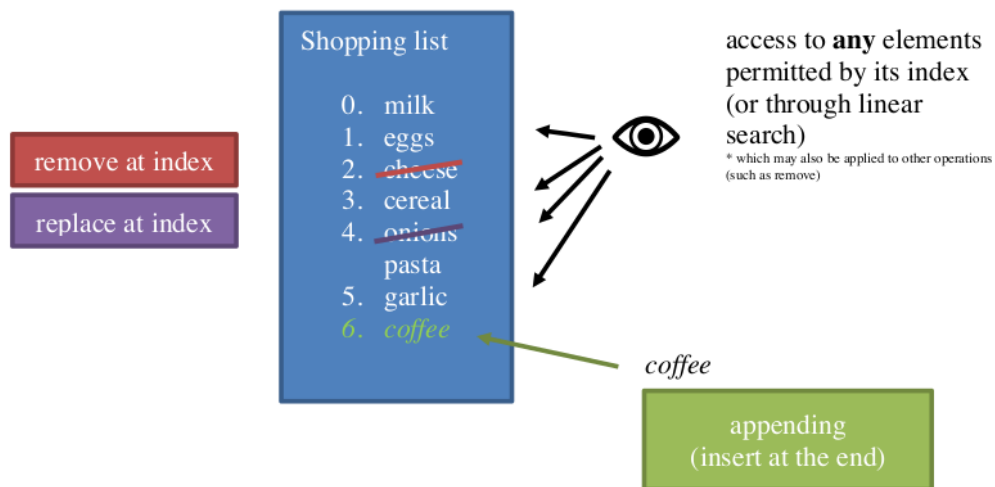 Shopping list
0. milk
1. eggs
2. cheese
3. cereal
4. onions
pasta
5. garlic
6. coffee
remove at index
replace at index
access to any elements
permitted by its index
(or through linear
search)
* which may also be applied to other operations
(such as remove)
coffee
appending
(insert at the end)